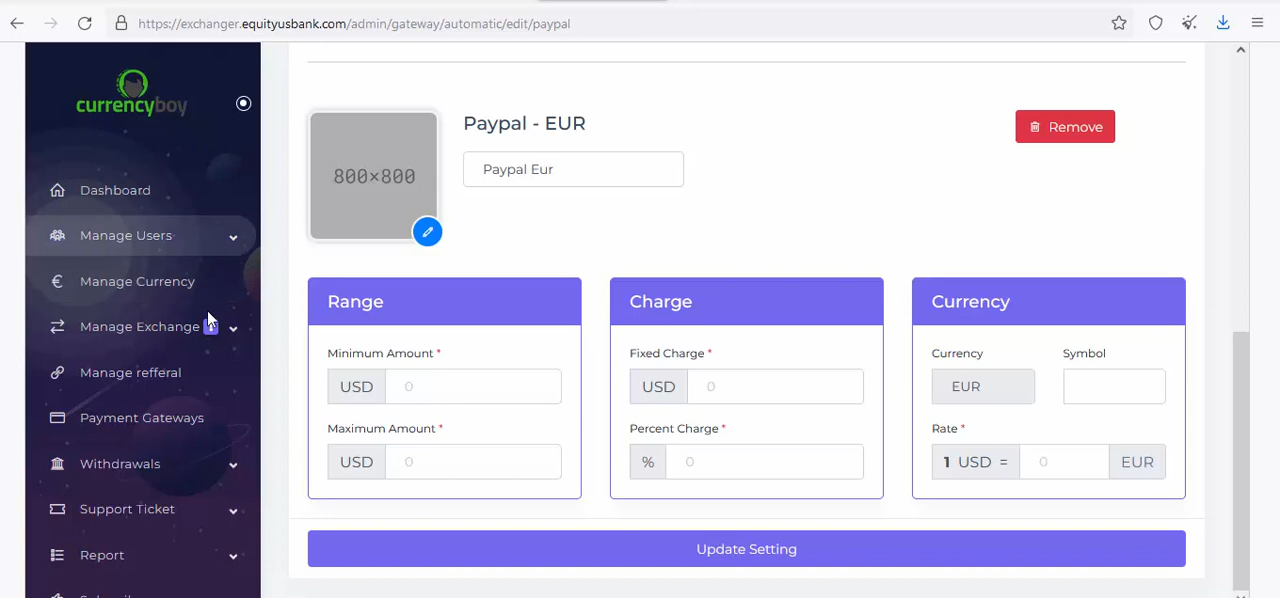 https://exchanger.equityusbank.com/admin/gateway/automatic/edit/paypal
currencyboy
Dashboard
Manage Users
Manage Currency
Manage Exchange
Manage refferal
Payment Gateways
Withdrawals
Support Ticket
Report
800×800
Paypal - EUR
Paypal Eur
Remove
Range
Minimum Amount *
USD 0
Maximum Amount *
USD 0
Charge
Fixed Charge *
USD 0
Percent Charge *
% 0
Currency
Currency Symbol
EUR
Rate *
1 USD = 0 EUR
Update Setting